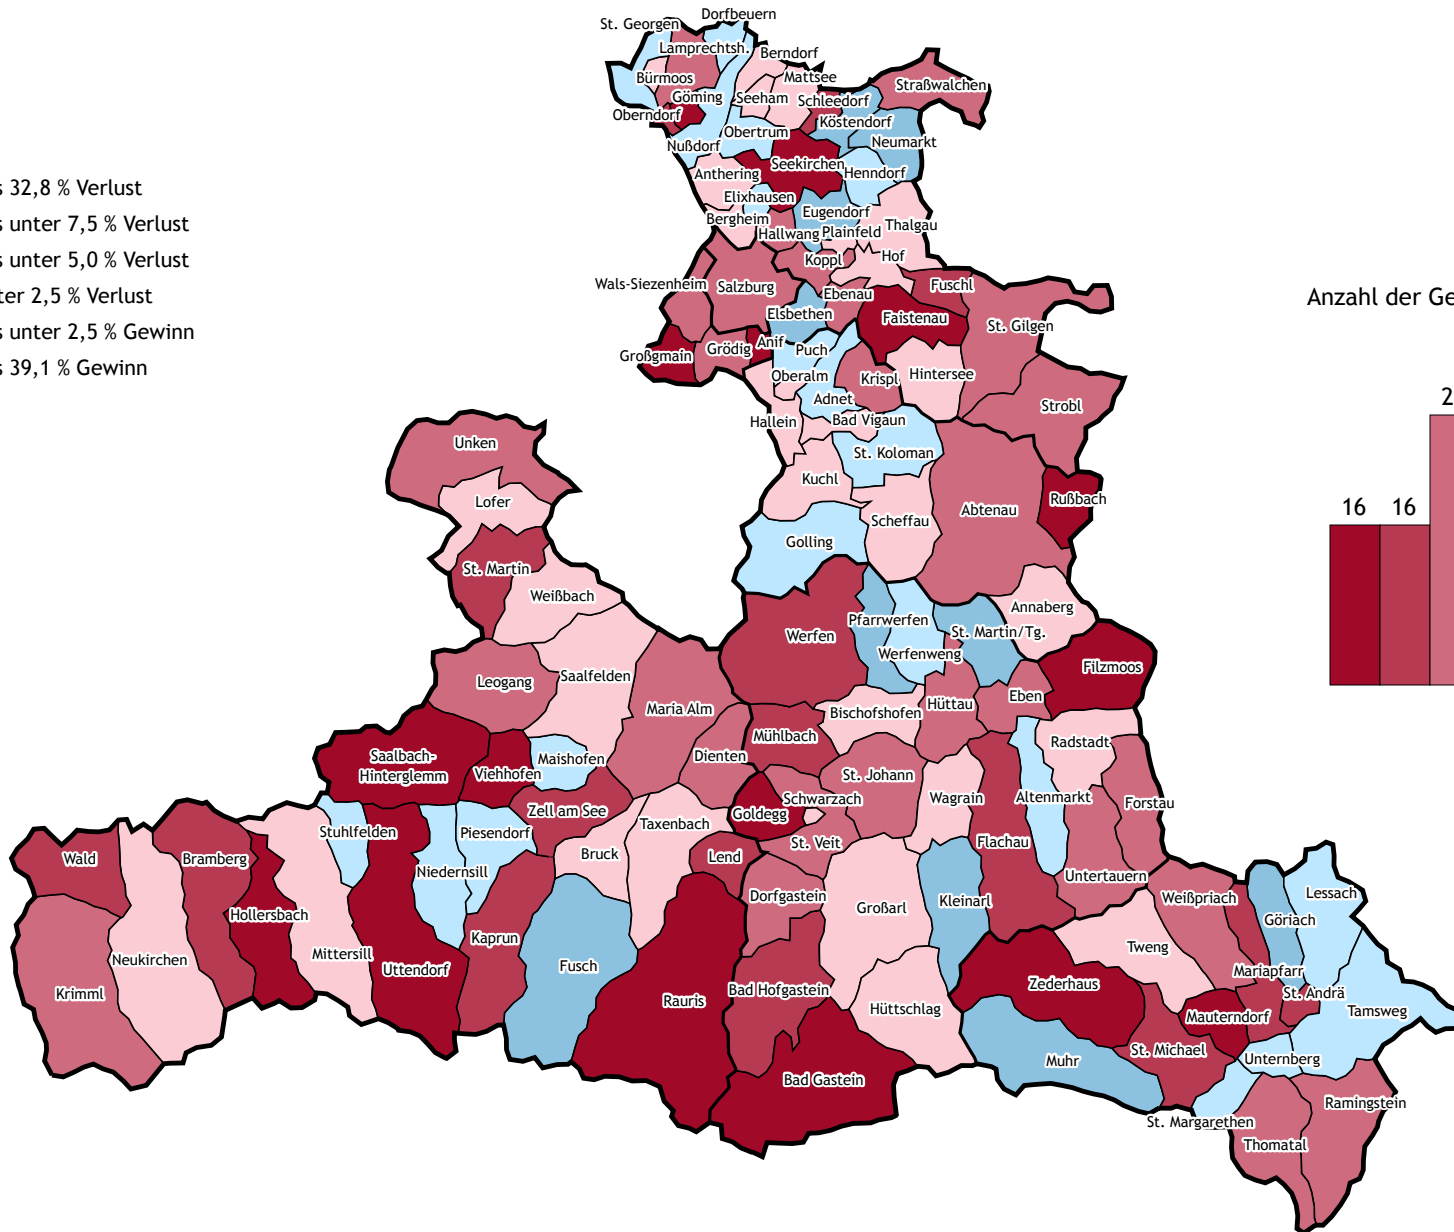 St. Georgen
Dorfbeuern
Lamprechtsh.
Berndorf
Bürmoos
Mattsee
Straßwalchen
Göming
Seeham
Schleedorf
Oberndorf
Köstendorf
Obertrum
Neumarkt
Nußdorf
Seekirchen
Anthering
Henndorf
32,8 % Verlust
Elixhausen
Eugendorf
Bergheim
unter 7,5 % Verlust
Hallwang
Plainfeld
Thalgau
Koppl
Hof
unter 5,0 % Verlust
Wals-Siezenheim
Salzburg
Ebenau
Fuschl
2,5 % Verlust
Anzahl der Ge
Elsbethen
Faistenau
St. Gilgen
unter 2,5 % Gewinn
Großgmain
Grödig
Anif
Puch
39,1 % Gewinn
Oberalm
Krispl
Hintersee
Adnet
Strobl
2
Hallein
Bad Vigaun
Unken
St. Koloman
Kuchl
Lofer
Rußbach
Abtenau
16
16
Scheffau
Golling
St. Martin
Weißbach
Annaberg
Pfarrwerfen
Werfen
St. Martin/Tg.
Werfenweng
Filzmoos
Leogang
Saalfelden
Eben
Maria Alm
Hüttau
Bischofshofen
Mühlbach
Radstadt
Saalbach-
Hinterglemm
Maishofen
Dienten
Viehhofen
St. Johann
Schwarzach
Wagrain
Altenmarkt
Forstau
Zell am See
Goldegg
Taxenbach
Stuhlfelden
Piesendorf
St. Veit
Flachau
Wald
Bramberg
Bruck
Lend
Niedernsill
Untertauern
Dorfgastein
Weißpriach
Lessach
Hollersbach
Großarl
Kleinarl
Göriach
Kaprun
Tweng
Neukirchen
Mittersill
Uttendorf
Fusch
Mariapfarr
Zederhaus
Krimml
Rauris
Bad Hofgastein
St. Andrä
Hüttschlag
Mauterndorf
Tamsweg
St. Michael
Muhr
Unternberg
Bad Gastein
Ramingstein
St. Margarethen
Thomatal